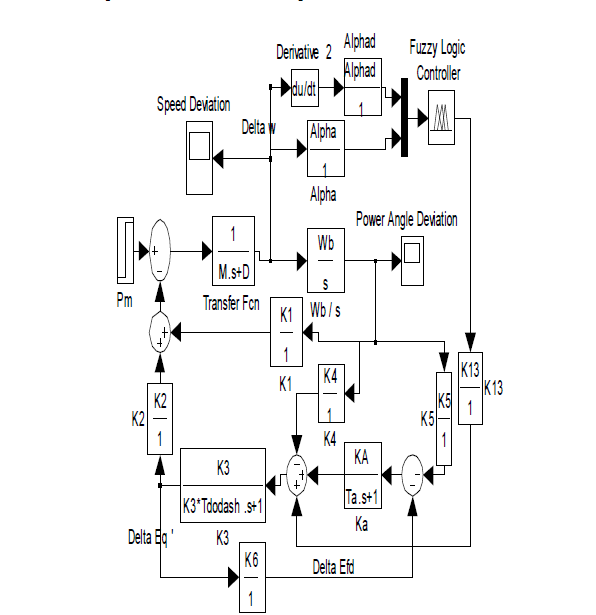 Alphad
Fuzzy Logic
Derivative 2
Controller
Alphad
du/dt
1
Speed Deviation
Delta w
Alpha
1
Alpha
Power Angle Deviation
1
M.s+D
Wb
s
Pm
Transfer Fcn
Wb / s
K1
1
K1
K4
1
K4
K13
1
K13
K5
1
K5
K2
1
K2
K3
K3*Tdodash .s+1
K3
KA
Ta.s+1
Ka
Delta Eq '
K6
1
Delta Efd